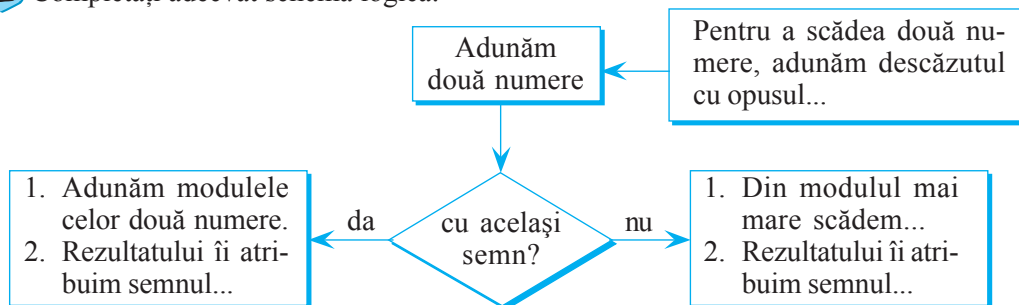 Completați adecvat schema logică.
Adunăm
două numere
Pentru a scădea două nu-
mere, adunăm descăzutul
cu opusul...
1. Adunăm modulele
celor două numere.
2. Rezultatului îi atri-
buim semnul...
da
cu același
semn?
nu
1. Din modulul mai
mare scădem...
2. Rezultatului îi atri-
buim semnul...